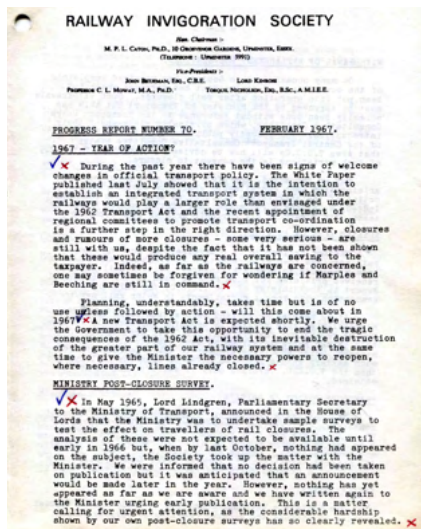 RAILWAY INVIGORATION SOCIETY
Hon. Chairman :-
M. P. L. CATON, PH.D., 10 GROSVENOR GARDENS, UPMINSTER, ESSEX.
(TELEPHONE : UPMINSTER 5992)
Vice-Presidents :-
JOHN BETJEMAN, ESQ., C.B.E. LORD KINROSS
PROFESSOR C. L. MOWAT, M.A., PH.D. TORQUIL NICHOLSON, ESQ., B.SC., A.M.I.E.E.
PROGRESS REPORT NUMBER 70. FEBRUARY 1967.
1967 - YEAR OF ACTION?
During the past year there have been signs of welcome
changes in official transport policy. The White Paper
published last July showed that it is the intention to
establish an integrated transport system in which the
railways would play a larger role than envisaged under
the 1962 Transport Act and the recent appointment of
regional committees to promote transport co-ordination
is a further step in the right direction. However, closures
and rumours of more closures - some very serious - are
still with us, despite the fact that it has not been shown
that these would produce any real overall saving to the
taxpayer. Indeed, as far as the railways are concerned,
one may sometimes be forgiven for wondering if Marples and
Beeching are still in command.
Planning, understandably, takes time but is of no
use unless followed by action - will this come about in
1967? A new Transport Act is expected shortly. We urge
the Government to take this opportunity to end the tragic
consequences of the 1962 Act, with its inevitable destruction
of the greater part of our railway system and at the same
time to give the Minister the necessary powers to reopen,
where necessary, lines already closed.
MINISTRY POST-CLOSURE SURVEY.
In May 1965, Lord Lindgren, Parliamentary Secretary
to the Ministry of Transport, announced in the House of
Lords that the Ministry was to undertake sample surveys to
test the effect on travellers of rail closures. The
analysis of these were not expected to be available until
early in 1966 but, when by last October, nothing had appeared
on the subject, the Society took up the matter with the
Minister. We were informed that no decision had been taken
on publication but it was anticipated that an announcement
would be made later in the year. However, nothing has yet
appeared as far as we are aware and we have written again to
the Minister urging early publication. This is a matter
calling for urgent attention, as the considerable hardship
shown by our own post-closure surveys has so clearly revealed.